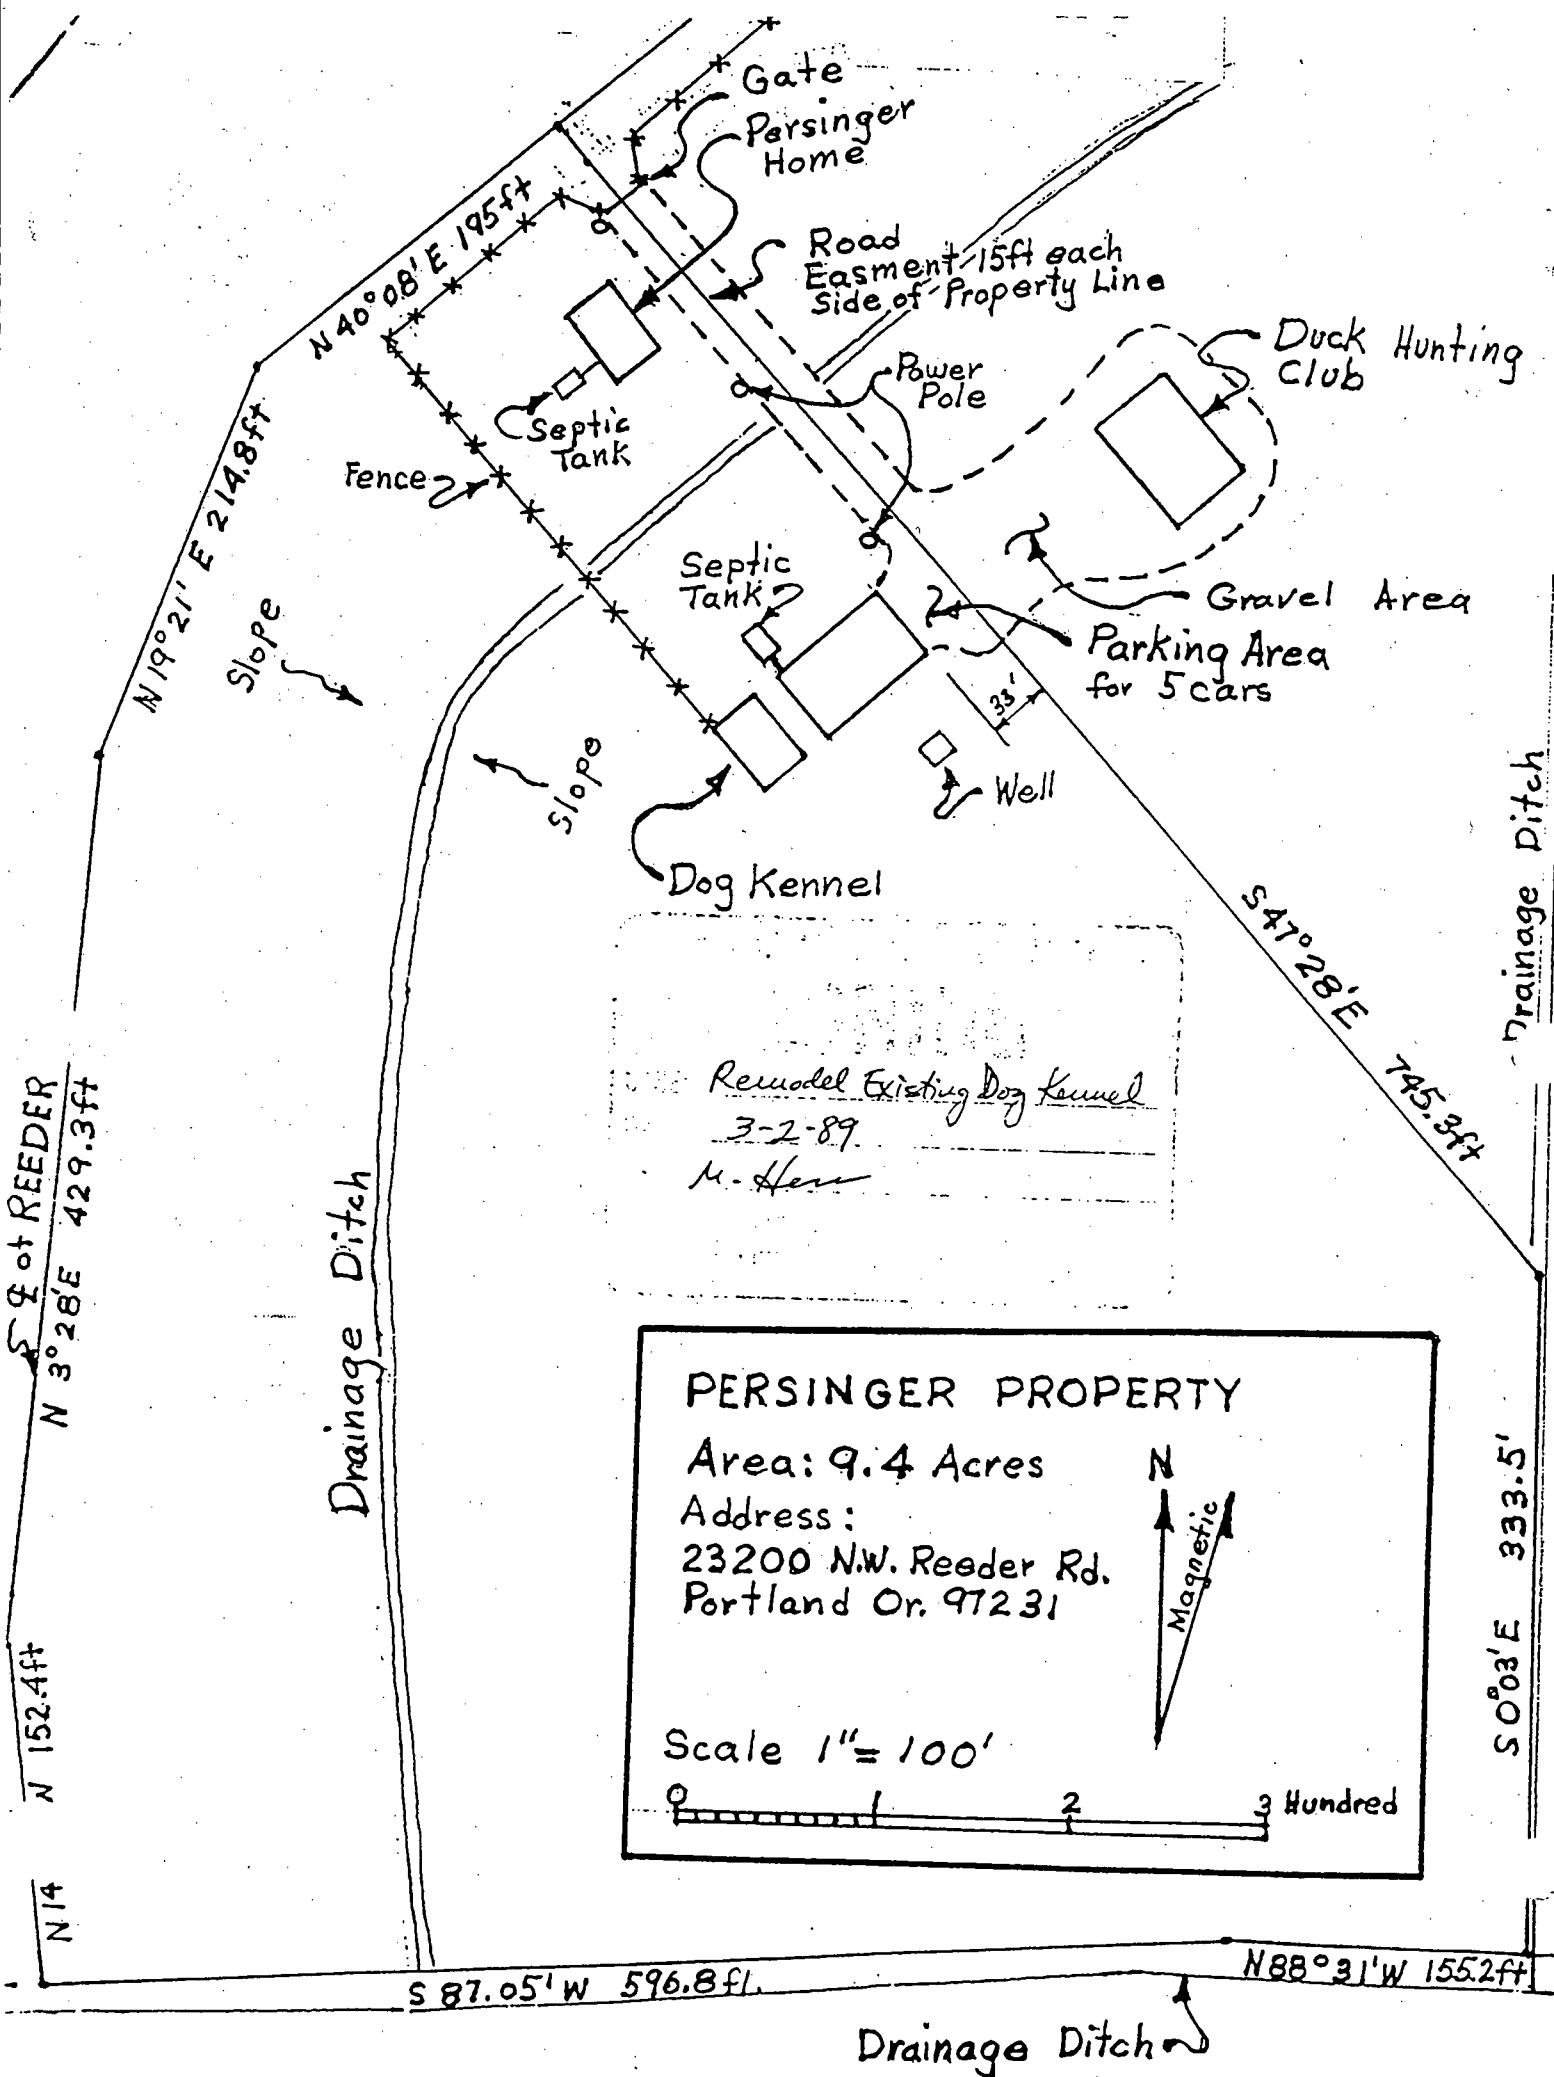 Gate
Persinger
Home
N 40°08'E 195ft
Road
Easment 15ft each
Side of Property Line
Duck Hunting
Club
Power
Pole
Septic
Tank
Fence
N 19°21' E 214.8ft
Septic
Tank
Slope
Gravel Area
Parking Area
for 5 cars
33'
Slope
Well
Dog Kennel
Drainage Ditch
S 47°28'E 745.3ft
Remodel Existing Dog Kennel
3-2-89
M. 
℄ of REEDER
N 3°28'E 429.3ft
Drainage Ditch
PERSINGER PROPERTY
Area: 9.4 Acres
N
Magnetic
Address:
23200 N.W. Reeder Rd.
Portland Or. 97231
Scale 1"= 100'
0 1 2 3 Hundred
S 0°03'E 333.5'
N 152.4ft
N 14
S 87.05'W 596.8ft.
N 88°31'W 155.2ft
Drainage Ditch